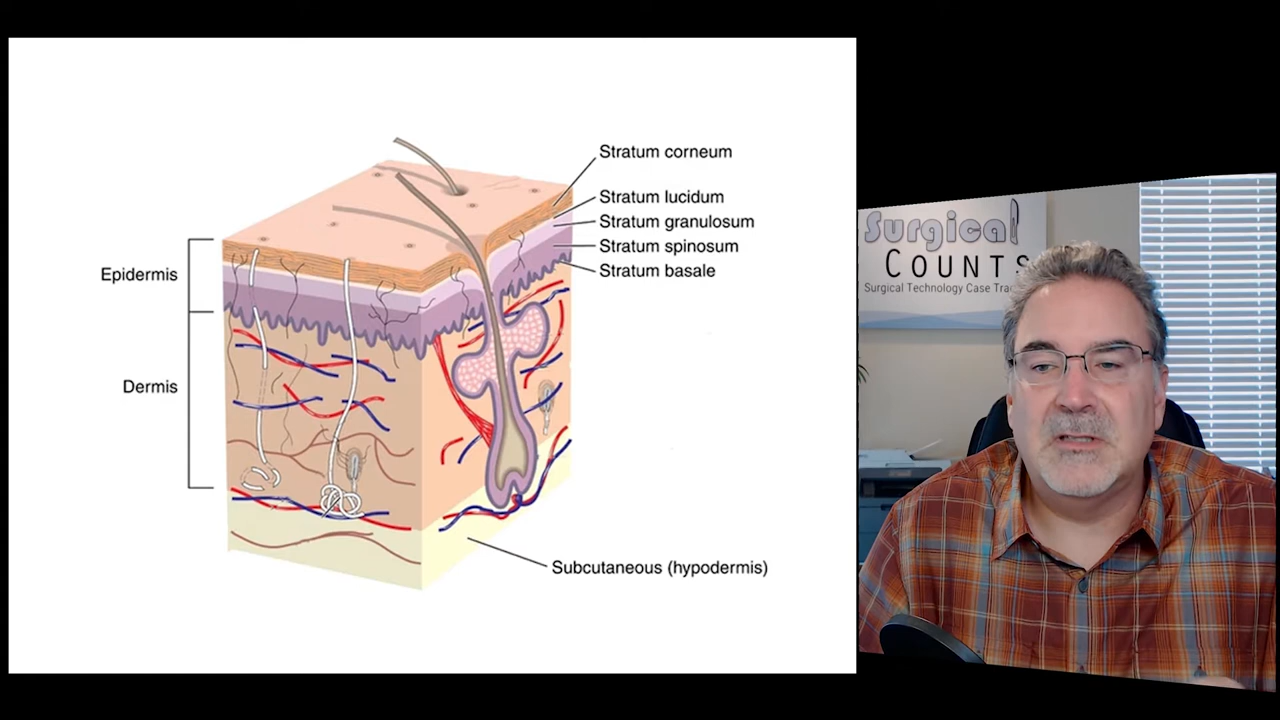 Stratum corneum
Stratum lucidum
Stratum granulosum
Stratum spinosum
Stratum basale
Epidermis
Dermis
Subcutaneous (hypodermis)
Surgical
COUNTS
Surgical Technology Case